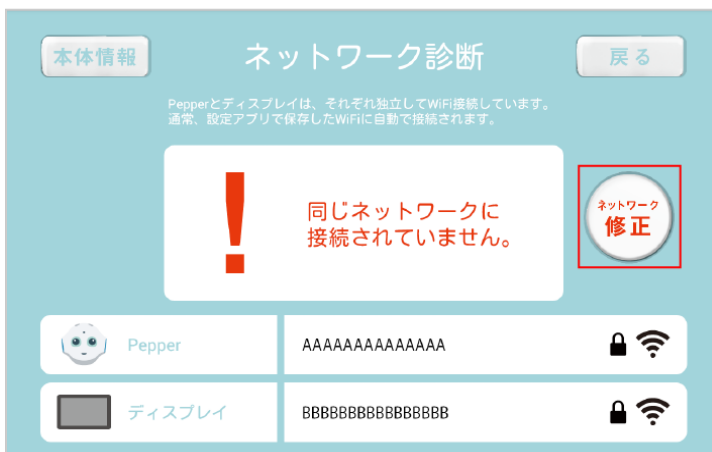 本体情報
ネットワーク診断
戻る
Pepperとディスプレイは、それぞれ独立してWiFi接続しています。
通常、設定アプリで保存したWiFiに自動で接続されます。
!
同じネットワークに
接続されていません。
ネットワーク
修正
Pepper
AAAAAAAAAAAAAA
ディスプレイ
BBBBBBBBBBBBBBBB